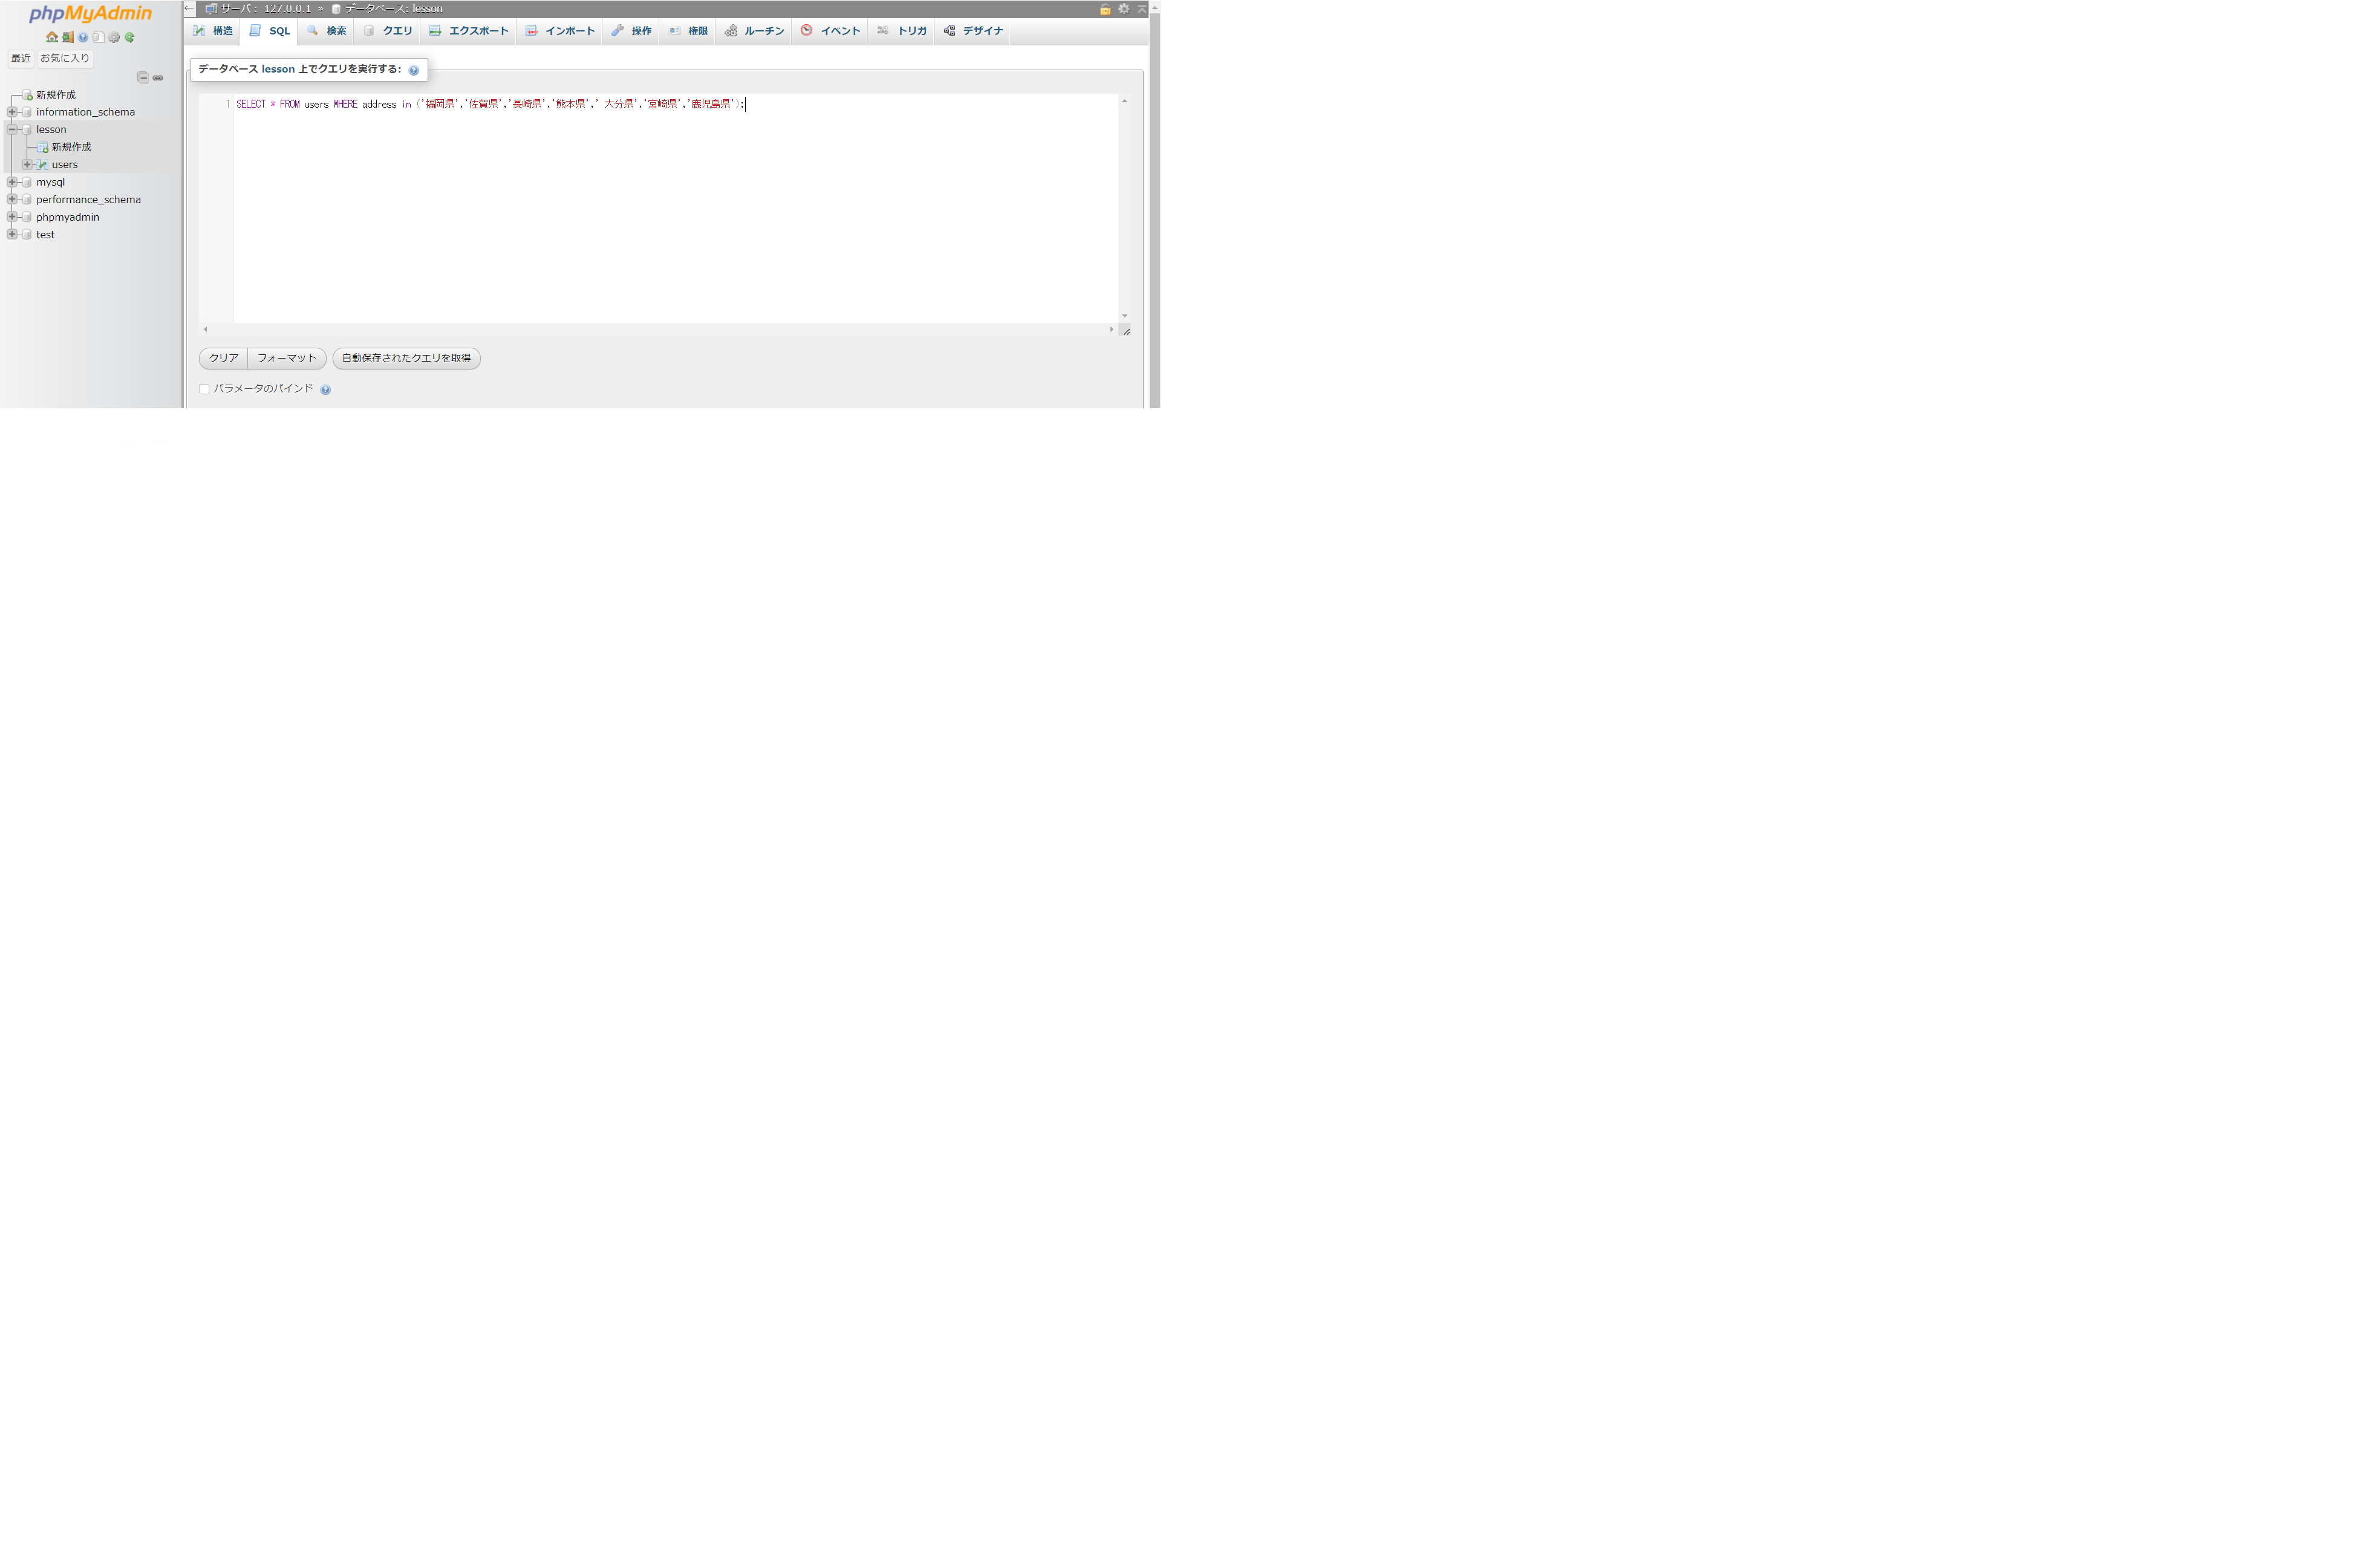 phpMyAdmin
最近 お気に入り
新規作成
information_schema
lesson
新規作成
users
mysql
performance_schema
phpmyadmin
test
サーバ: 127.0.0.1 » データベース: lesson
構造 SQL 検索 クエリ エクスポート インポート 操作 権限 ルーチン イベント トリガ デザイナ
データベース lesson 上でクエリを実行する:
1 SELECT * FROM users WHERE address in ('福岡県','佐賀県','長崎県','熊本県',' 大分県','宮崎県','鹿児島県');
クリア フォーマット 自動保存されたクエリを取得
パラメータのバインド